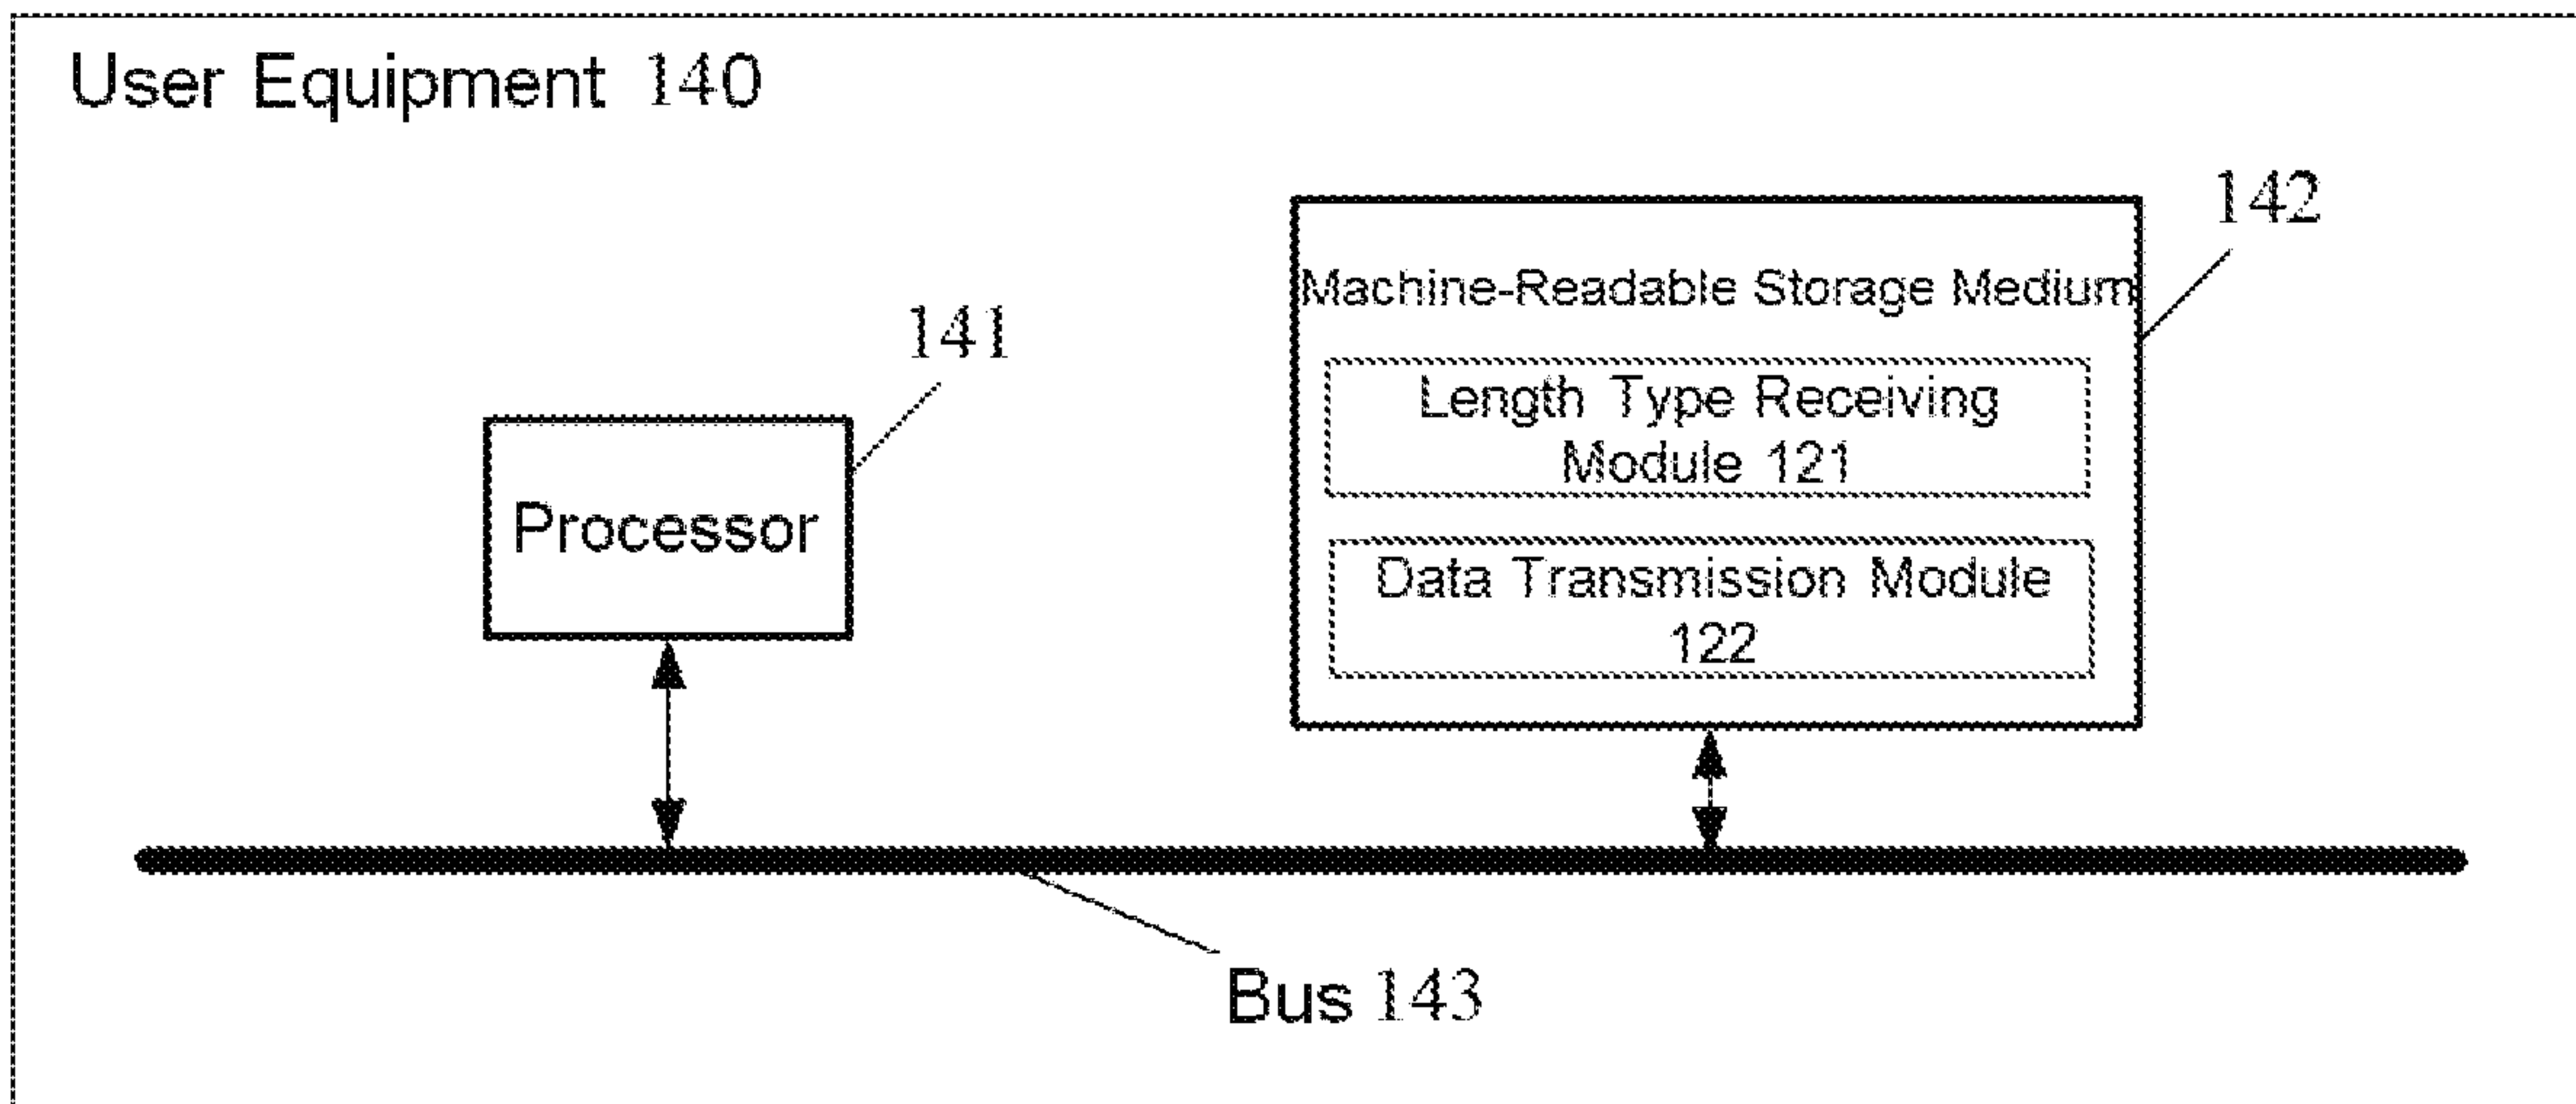 User Equipment 140
142
Machine-Readable Storage Medium
141
Length Type Receiving
Module 121
Processor
Data Transmission Module
122
Bus 143